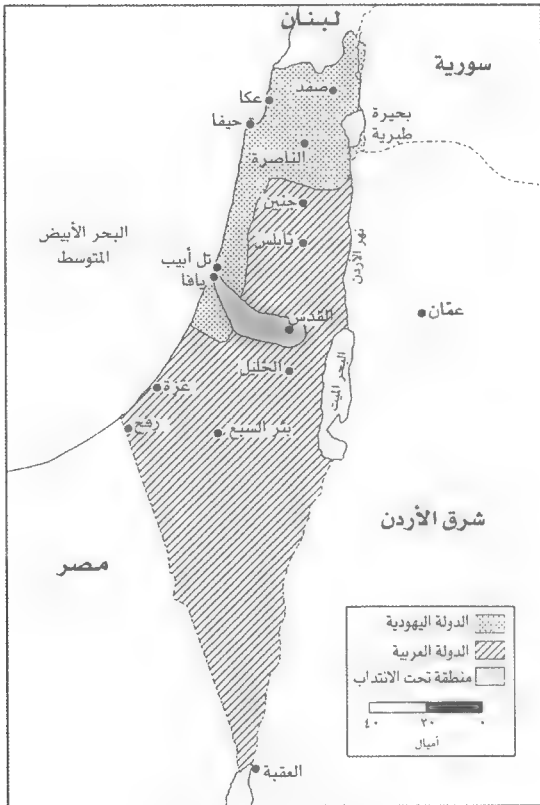 لبنان
سورية
صفد
عكا
حيفا
بحيرة
طبرية
الناصرة
جنين
نابلس
نهر الأردن
البحر الأبيض
المتوسط
تل أبيب
يافا
القدس
عمّان
الخليل
البحر الميت
غزة
رفح
بئر السبع
شرق الأردن
مصر
الدولة اليهودية
الدولة العربية
منطقة تحت الانتداب
٤٠ ٢٠ ٠
أميال
العقبة